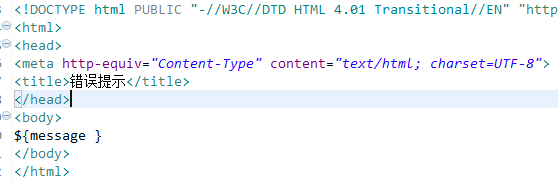 <!DOCTYPE html PUBLIC "-//W3C//DTD HTML 4.01 Transitional//EN" "http
<html>
<head>
<meta http-equiv="Content-Type" content="text/html; charset=UTF-8">
<title>错误提示</title>
</head>
<body>
${message }
</body>
</html>